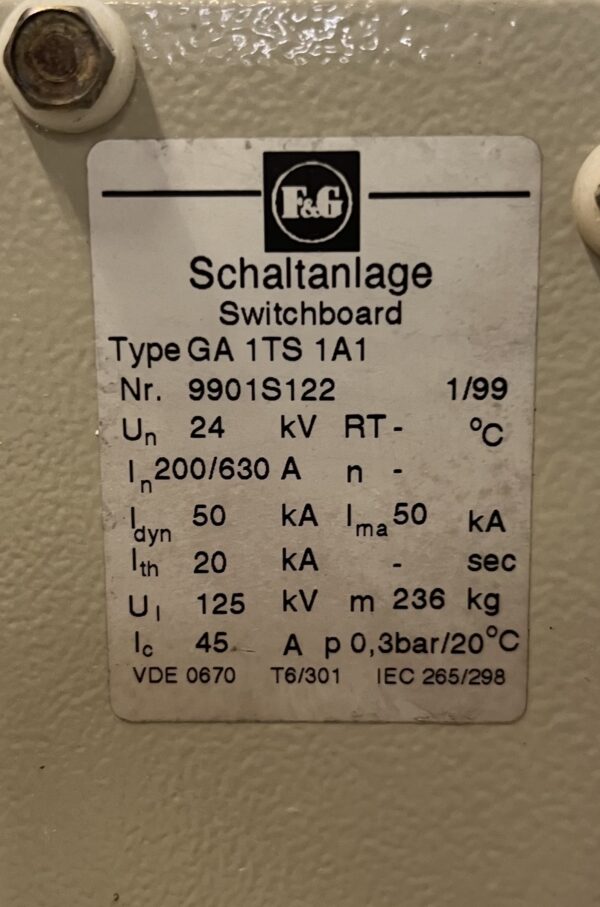 F&G
Schaltanlage
Switchboard
Type GA 1TS 1A1
Nr. 9901S122 1/99
Un 24 kV RT - °C
In 200/630 A n -
Idyn 50 kA Ima 50 kA
Ith 20 kA - sec
UI 125 kV m 236 kg
Ic 45 A p 0,3bar/20°C
VDE 0670 T6/301 IEC 265/298